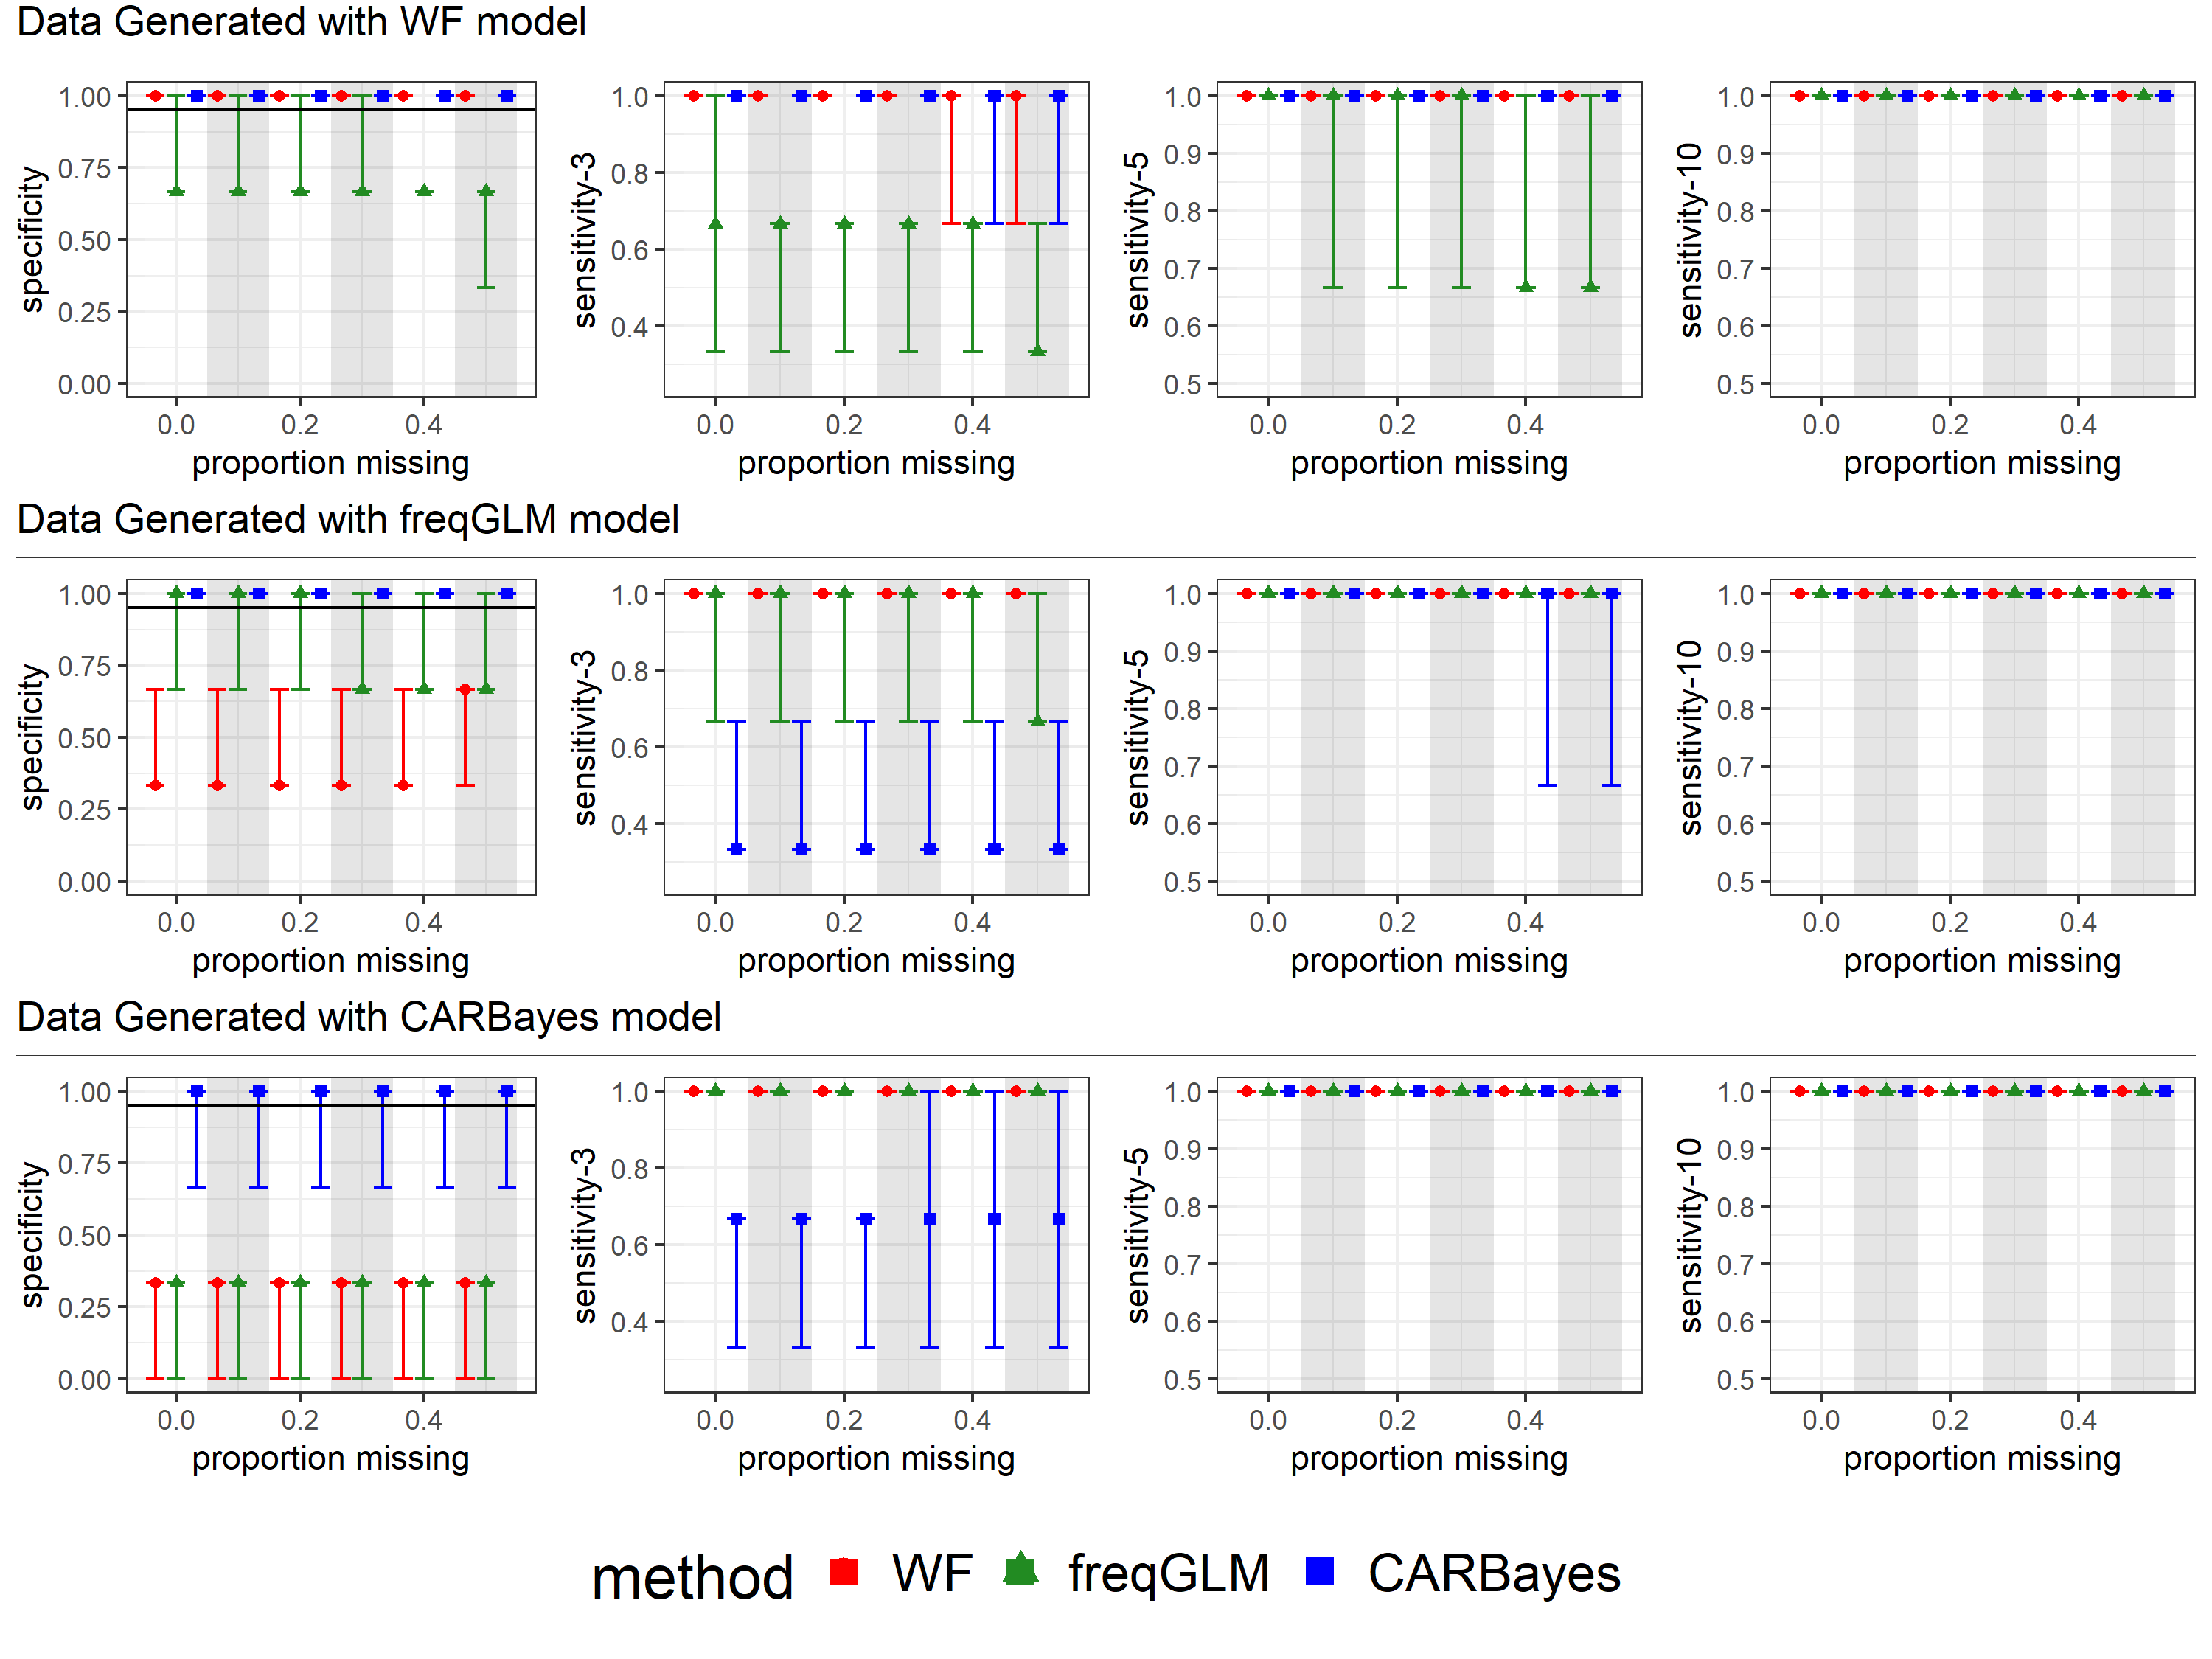 Data Generated with WF model
specificity
1.00
0.75
0.50
0.25
0.00
0.0 0.2 0.4
proportion missing
sensitivity-3
1.0
0.8
0.6
0.4
0.0 0.2 0.4
proportion missing
sensitivity-5
1.0
0.9
0.8
0.7
0.6
0.5
0.0 0.2 0.4
proportion missing
sensitivity-10
1.0
0.9
0.8
0.7
0.6
0.5
0.0 0.2 0.4
proportion missing
Data Generated with freqGLM model
specificity
1.00
0.75
0.50
0.25
0.00
0.0 0.2 0.4
proportion missing
sensitivity-3
1.0
0.8
0.6
0.4
0.0 0.2 0.4
proportion missing
sensitivity-5
1.0
0.9
0.8
0.7
0.6
0.5
0.0 0.2 0.4
proportion missing
sensitivity-10
1.0
0.9
0.8
0.7
0.6
0.5
0.0 0.2 0.4
proportion missing
Data Generated with CARBayes model
specificity
1.00
0.75
0.50
0.25
0.00
0.0 0.2 0.4
proportion missing
sensitivity-3
1.0
0.8
0.6
0.4
0.0 0.2 0.4
proportion missing
sensitivity-5
1.0
0.9
0.8
0.7
0.6
0.5
0.0 0.2 0.4
proportion missing
sensitivity-10
1.0
0.9
0.8
0.7
0.6
0.5
0.0 0.2 0.4
proportion missing
method WF freqGLM CARBayes